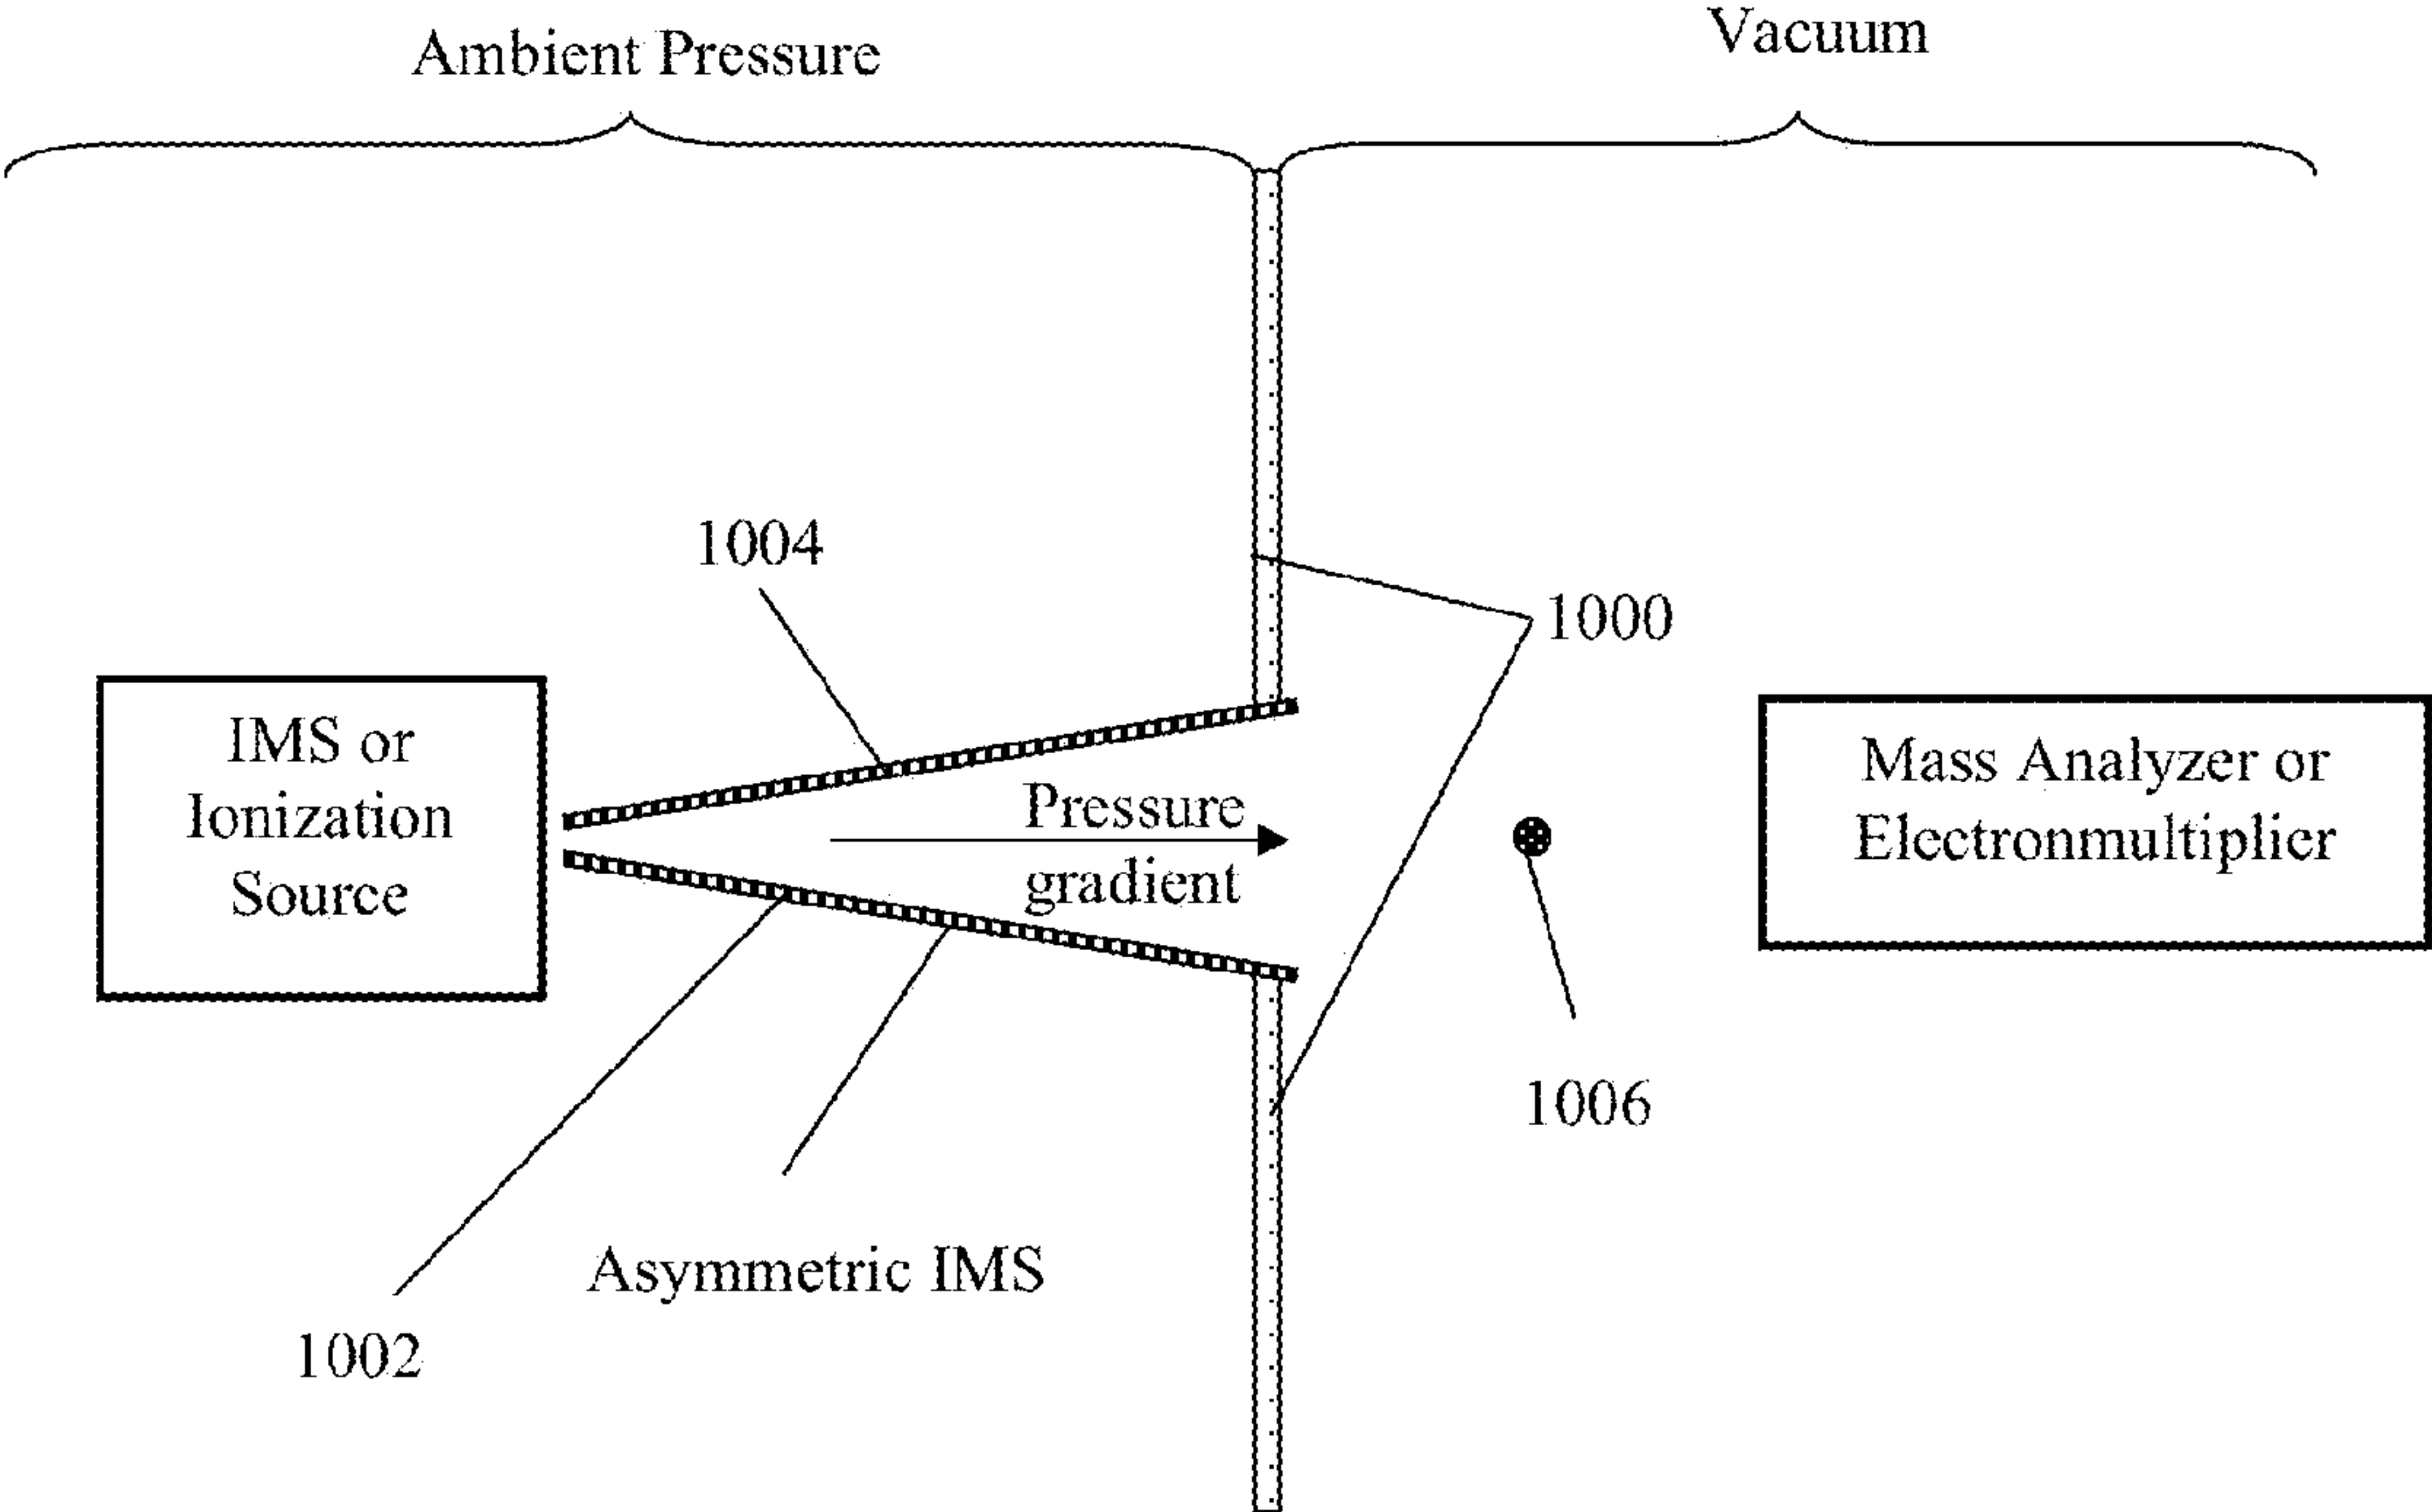 Ambient Pressure
Vacuum
1004
1000
IMS or
Ionization
Source
Pressure
gradient
Mass Analyzer or
Electronmultiplier
1006
Asymmetric IMS
1002